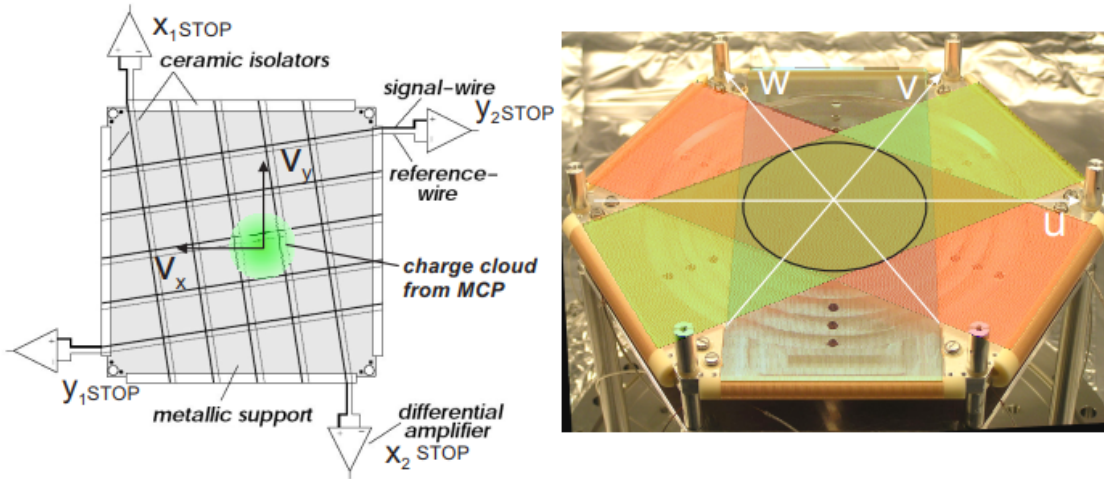 x₁STOP
ceramic isolators
signal-wire
y₂STOP
reference-
wire
Vy
Vx
charge cloud
from MCP
y₁STOP
metallic support
differential
amplifier
x₂ STOP
w
v
u